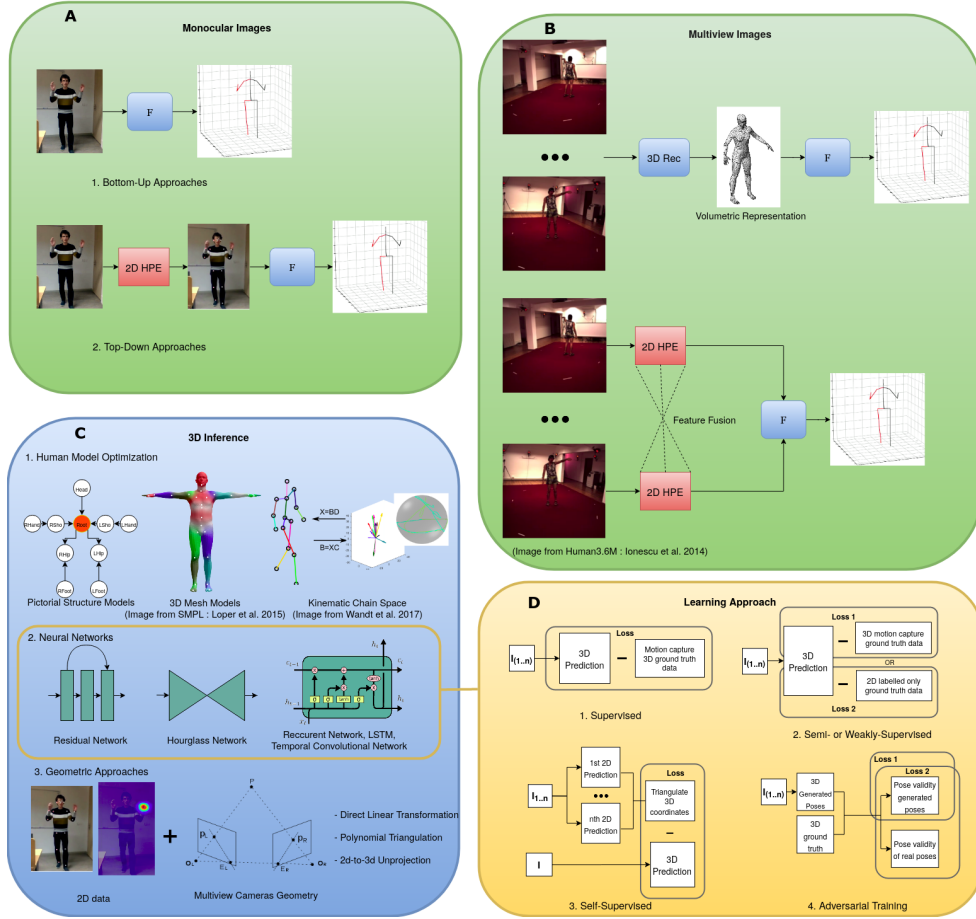 A
Monocular Images
F
1. Bottom-Up Approaches
2D HPE
F
2. Top-Down Approaches
B
Multiview Images
3D Rec
F
Volumetric Representation
2D HPE
Feature Fusion
F
2D HPE
(Image from Human3.6M : Ionescu et al. 2014)
C
3D Inference
1. Human Model Optimization
Head
RHand
RSho
Root
LSho
LHand
RHip
LHip
RFoot
LFoot
X=BD
B=XC
Pictorial Structure Models
3D Mesh Models
(Image from SMPL : Loper et al. 2015)
Kinematic Chain Space
(Image from Wandt et al. 2017)
2. Neural Networks
Residual Network
Hourglass Network
tanh
Reccurent Network, LSTM,
Temporal Convolutional Network
3. Geometric Approaches
P
- Direct Linear Transformation
- Polynomial Triangulation
- 2d-to-3d Unprojection
2D data
Multiview Cameras Geometry
D
Learning Approach
Loss
I(1..n)
3D
Prediction
Motion capture
3D ground truth
data
1. Supervised
Loss 1
I(1..n)
3D
Prediction
3D motion capture
ground truth
data
OR
2D labelled only
ground truth data
Loss 2
2. Semi- or Weakly-Supervised
1st 2D
Prediction
I1..n
nth 2D
Prediction
Loss
Triangulate
3D
coordinates
I
3D
Prediction
3. Self-Supervised
Loss 1
Loss 2
I(1..n)
3D
Generated
Poses
Pose validity
generated
poses
3D
ground
truth
Pose validity
of real poses
4. Adversarial Training